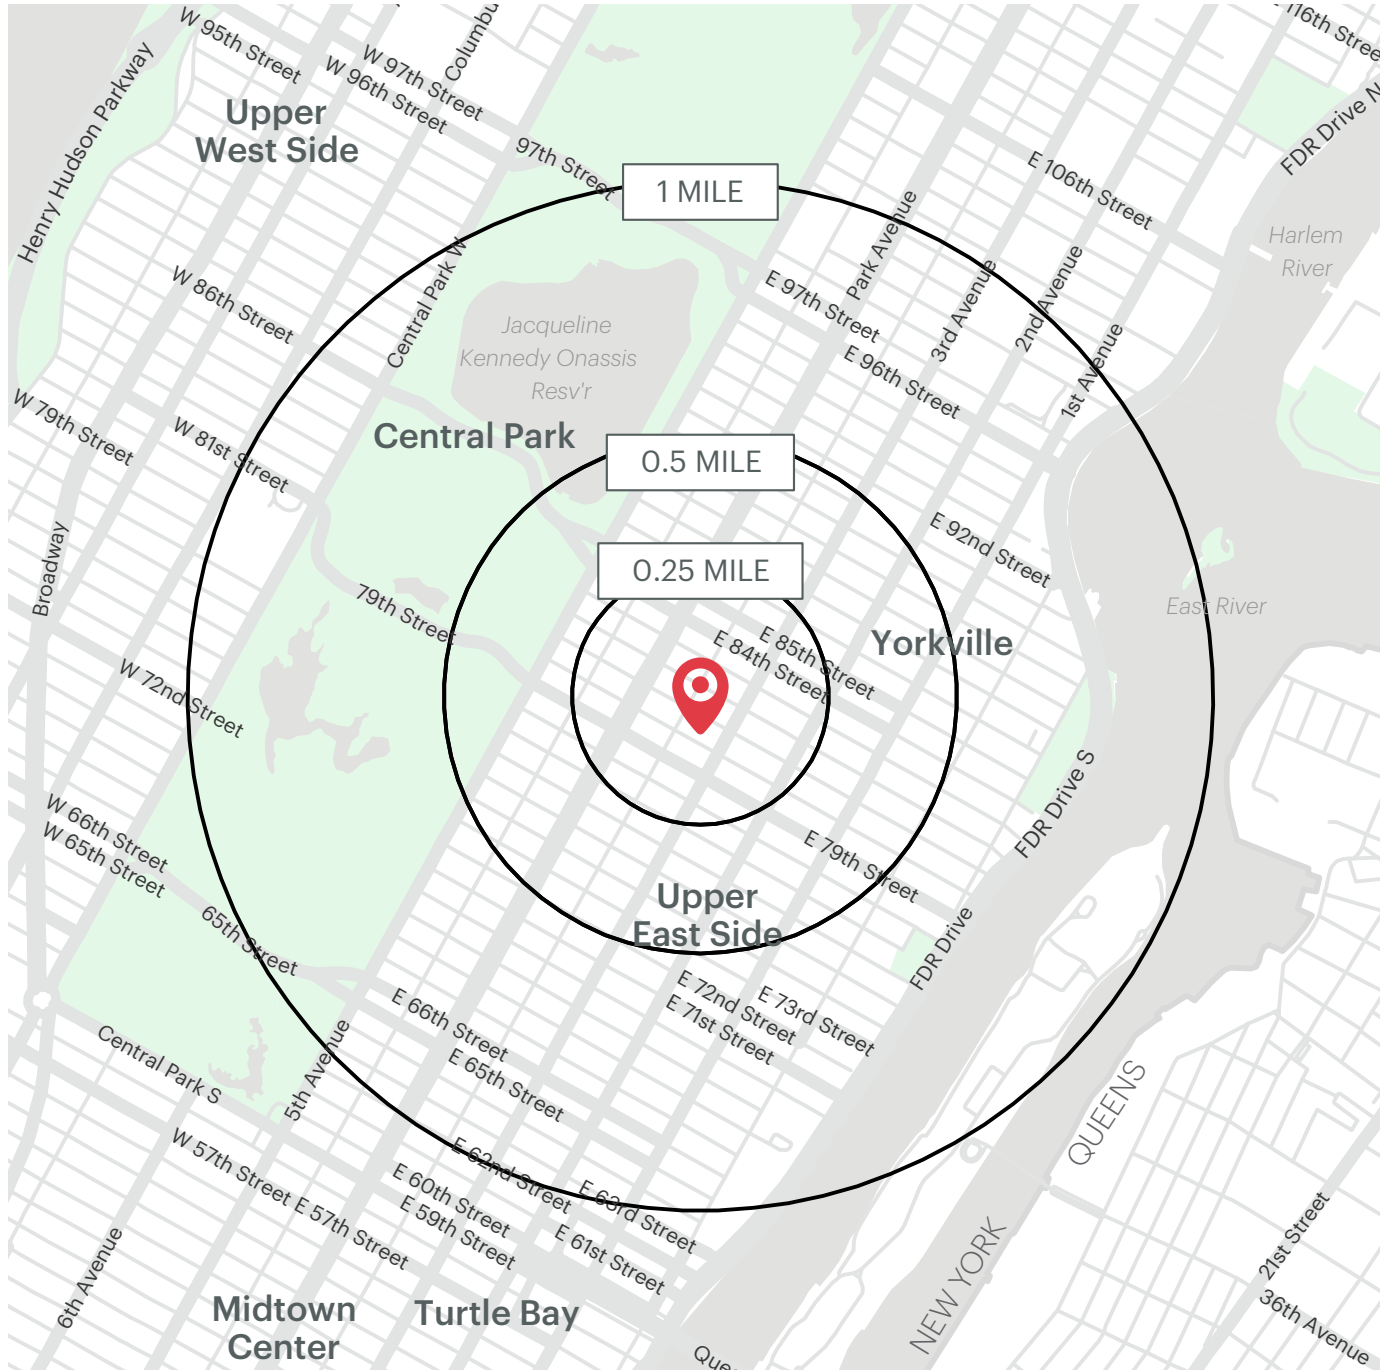 W 95th Street
Columbu
116th Stree
W 97th Street
W 96th Street
Upper
West Side
Henry Hudson Parkway
97th Street
FDR Drive N
E 106th Street
1 MILE
Park Avenue
Harlem
River
Central Park W
W 86th Street
E 97th Street
3rd Avenue
2nd Avenue
Jacqueline
Kennedy Onassis
Resv'r
E 96th Street
1st Avenue
W 79th Street
W 81st Street
Central Park
0.5 MILE
E 92nd Street
Broadway
0.25 MILE
79th Street
East River
E 85th Street
E 84th Street
Yorkville
W 72nd Street
FDR Drive S
W 66th Street
W 65th Street
E 79th Street
Upper
East Side
65th Street
FDR Drive
E 72nd Street
E 73rd Street
E 71st Street
E 66th Street
E 65th Street
Central Park S
5th Avenue
QUEENS
W 57th Street
E 57th Street
E 62nd Street
E 60th Street
E 59th Street
E 63rd Street
E 61st Street
6th Avenue
NEW YORK
21st Street
36th Avenue
Midtown
Center
Turtle Bay
Que